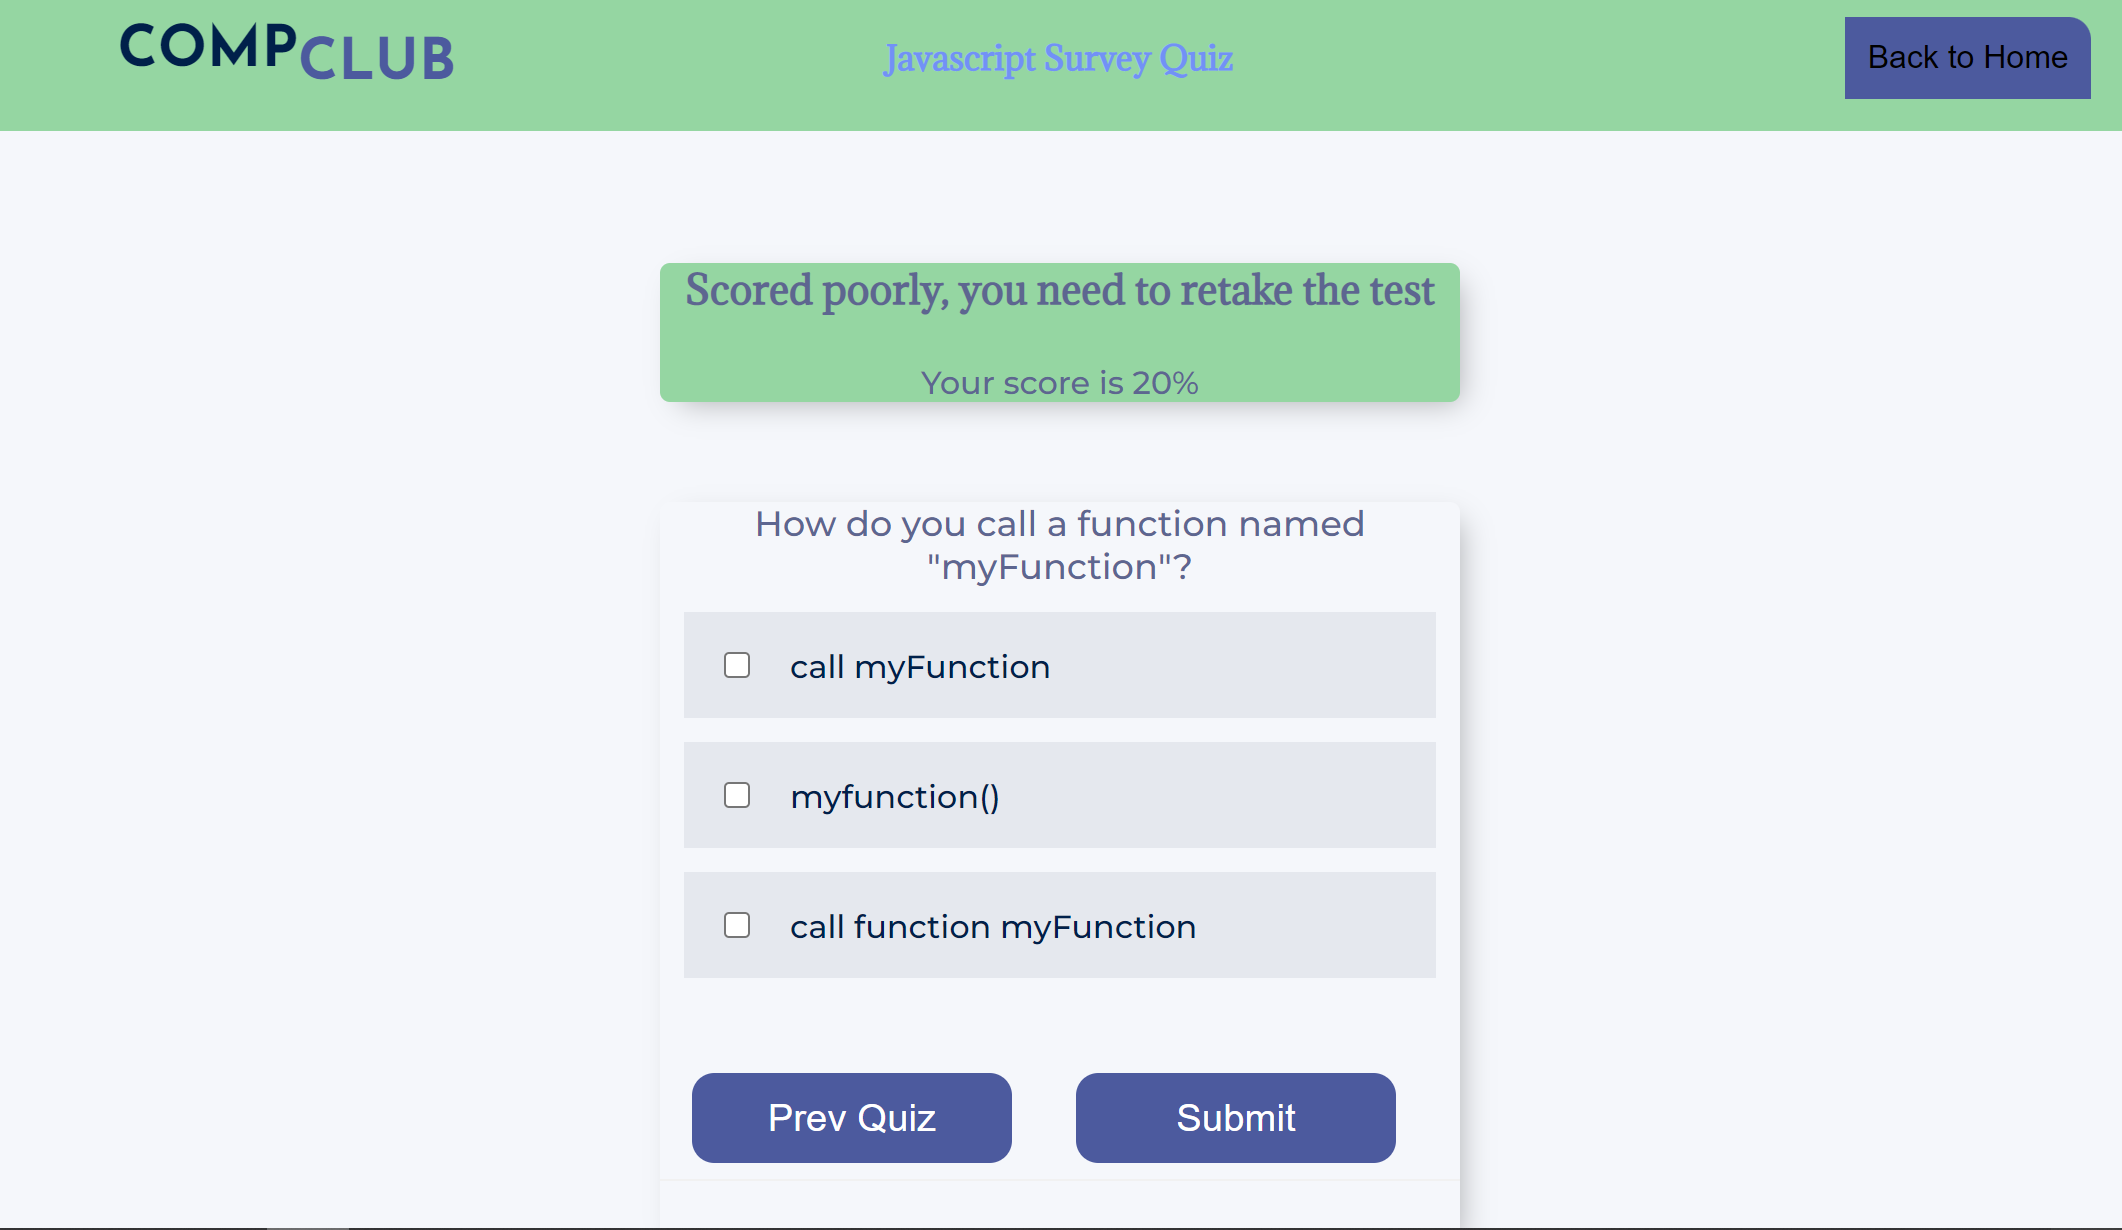 COMPCLUB
Javascript Survey Quiz
Back to Home
Scored poorly, you need to retake the test
Your score is 20%
How do you call a function named
"myFunction"?
call myFunction
myfunction()
call function myFunction
Prev Quiz
Submit